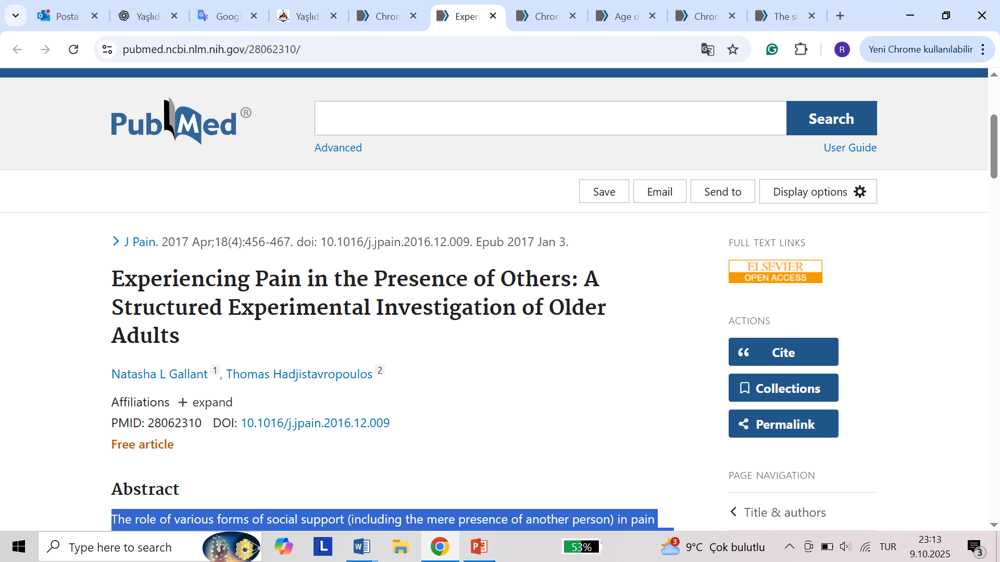 Posta
Yaşlıd
Goog
Yaşlıd
Chron
Experi
Chron
Age d
Chron
The si
pubmed.ncbi.nlm.nih.gov/28062310/
R
Yeni Chrome kullanılabilir
PubMed®
Search
Advanced
User Guide
Save
Email
Send to
Display options
J Pain. 2017 Apr;18(4):456-467. doi: 10.1016/j.jpain.2016.12.009. Epub 2017 Jan 3.
Experiencing Pain in the Presence of Others: A
Structured Experimental Investigation of Older
Adults
Natasha L Gallant 1, Thomas Hadjistavropoulos 2
Affiliations + expand
PMID: 28062310 DOI: 10.1016/j.jpain.2016.12.009
Free article
Abstract
The role of various forms of social support (including the mere presence of another person) in pain
FULL TEXT LINKS
ELSEVIER
OPEN ACCESS
ACTIONS
Cite
Collections
Permalink
PAGE NAVIGATION
Title & authors
Type here to search
L
53%
3
9°C Çok bulutlu
TUR
23:13
9.10.2025
3